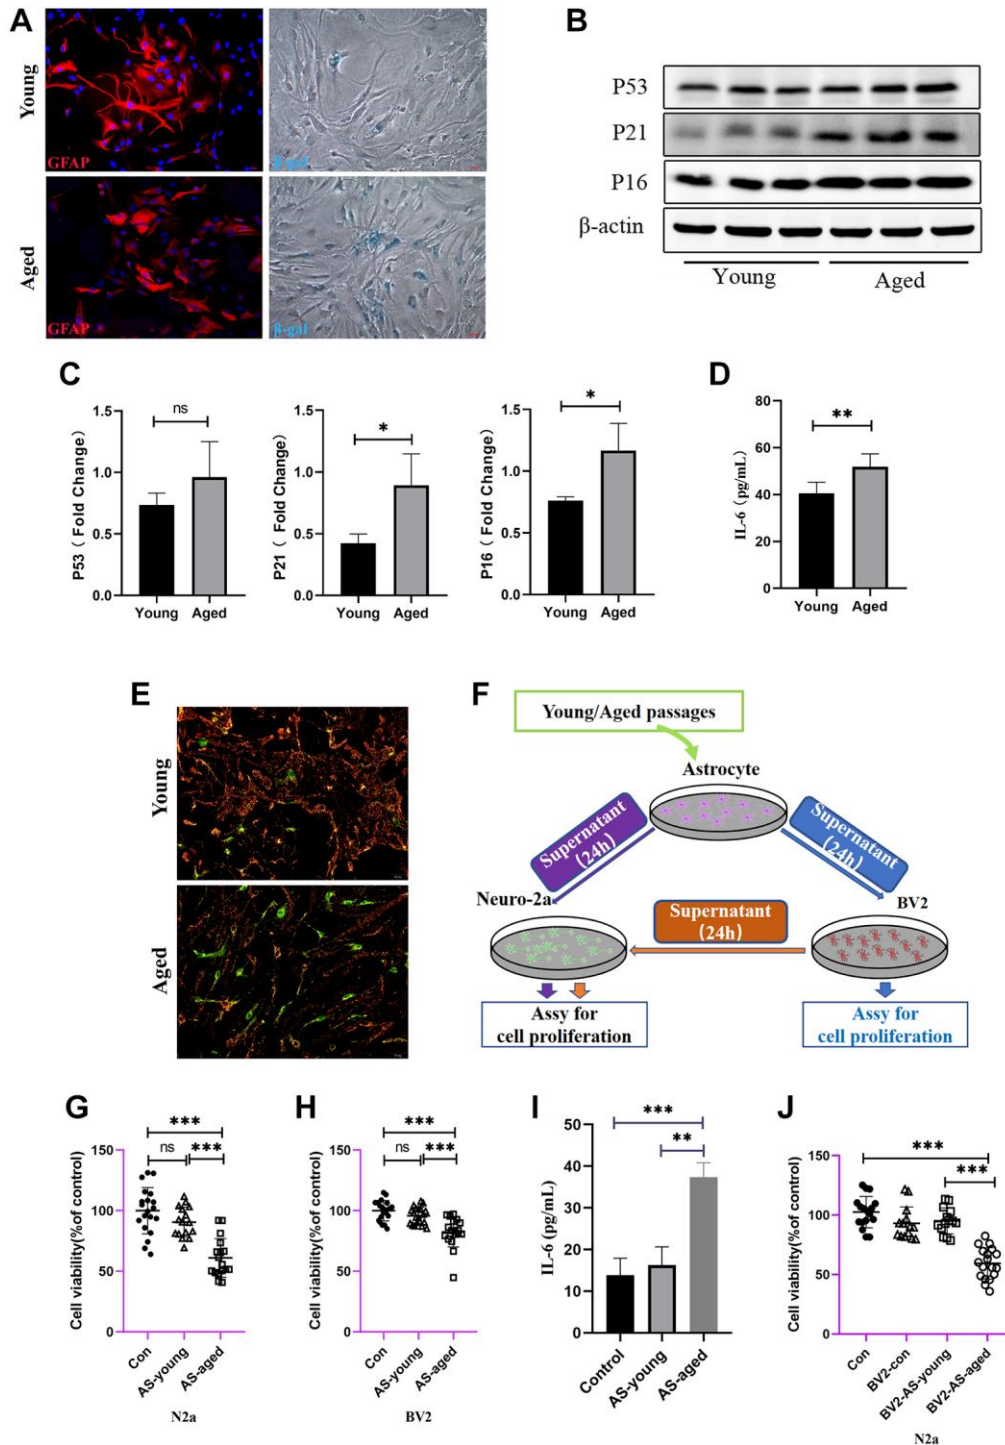 A
Young
GFAP
β-gal
Aged
GFAP
β-gal
B
P53
P21
P16
β-actin
Young
Aged
C
P53 ( Fold Change)
1.5
1.0
0.5
0.0
ns
Young
Aged
P21 ( Fold Change)
1.5
1.0
0.5
0.0
*
Young
Aged
P16 ( Fold Change)
1.5
1.0
0.5
0.0
*
Young
Aged
D
IL-6 (pg/mL)
80
60
40
20
0
**
Young
Aged
E
Young
Aged
F
Young/Aged passages
Astrocyte
Supernatant
(24h)
Supernatant
(24h)
Neuro-2a
BV2
Supernatant
(24h)
Assy for
cell proliferation
Assy for
cell proliferation
G
Cell viability(%of control)
150
100
50
0
***
ns
***
Con
AS-young
AS-aged
N2a
H
Cell viability(%of control)
150
100
50
0
***
ns
***
Con
AS-young
AS-aged
BV2
I
IL-6 (pg/mL)
50
40
30
20
10
0
***
**
Control
AS-young
AS-aged
J
Cell viability(%of control)
150
100
50
0
***
***
Con
BV2-con
BV2-AS-young
BV2-AS-aged
N2a